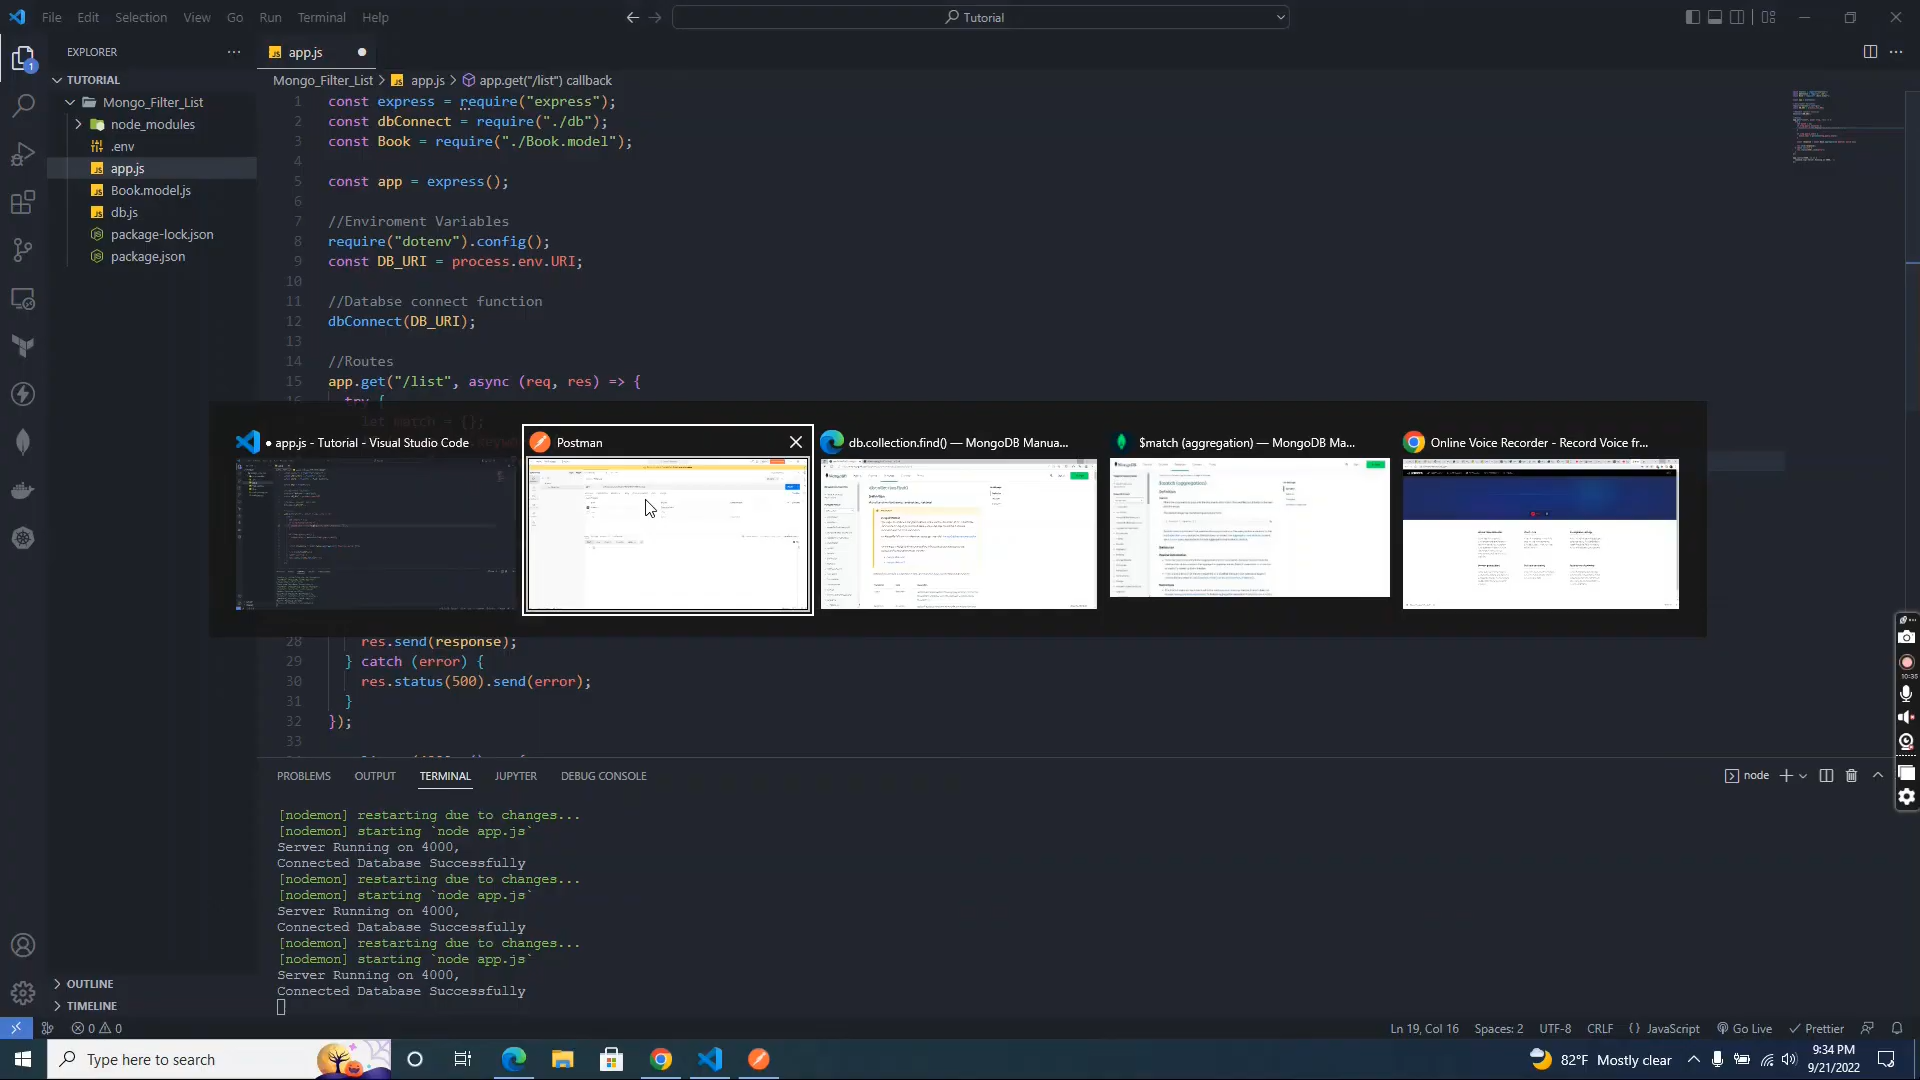 File Edit Selection View Go Run Terminal Help
Tutorial
EXPLORER
TUTORIAL
Mongo_Filter_List
node_modules
.env
app.js
Book.model.js
db.js
package-lock.json
package.json
OUTLINE
TIMELINE
app.js
Mongo_Filter_List > app.js > app.get("/list") callback
1 const express = require("express");
2 const dbConnect = require("./db");
3 const Book = require("./Book.model");
4
5 const app = express();
6
7 //Enviroment Variables
8 require("dotenv").config();
9 const DB_URI = process.env.URI;
10
11 //Databse connect function
12 dbConnect(DB_URI);
13
14 //Routes
15 app.get("/list", async (req, res) => {
16 try {
let match = {};
● app.js - Tutorial - Visual Studio Code
Postman
db.collection.find() — MongoDB Manua...
$match (aggregation) — MongoDB Ma...
Online Voice Recorder - Record Voice fr...
28 res.send(response);
29 } catch (error) {
30 res.status(500).send(error);
31 }
32 });
33
PROBLEMS OUTPUT TERMINAL JUPYTER DEBUG CONSOLE
node
[nodemon] restarting due to changes...
[nodemon] starting `node app.js`
Server Running on 4000,
Connected Database Successfully
[nodemon] restarting due to changes...
[nodemon] starting `node app.js`
Server Running on 4000,
Connected Database Successfully
[nodemon] restarting due to changes...
[nodemon] starting `node app.js`
Server Running on 4000,
Connected Database Successfully
10:35
0 0
Ln 19, Col 16 Spaces: 2 UTF-8 CRLF {} JavaScript Go Live Prettier
Type here to search
82°F Mostly clear
9:34 PM
9/21/2022
1